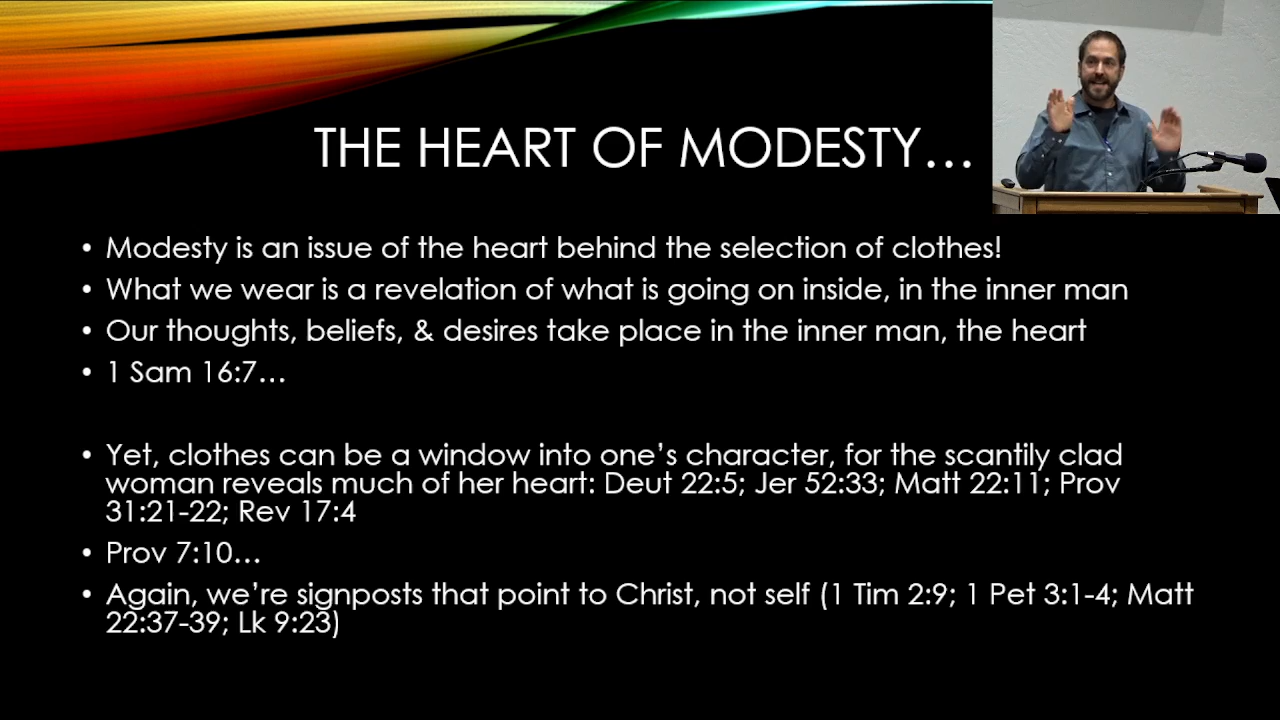 THE HEART OF MODESTY…
• Modesty is an issue of the heart behind the selection of clothes!
• What we wear is a revelation of what is going on inside, in the inner man
• Our thoughts, beliefs, & desires take place in the inner man, the heart
• 1 Sam 16:7…
• Yet, clothes can be a window into one's character, for the scantily clad
woman reveals much of her heart: Deut 22:5; Jer 52:33; Matt 22:11; Prov
31:21-22; Rev 17:4
• Prov 7:10…
• Again, we're signposts that point to Christ, not self (1 Tim 2:9; 1 Pet 3:1-4; Matt
22:37-39; Lk 9:23)